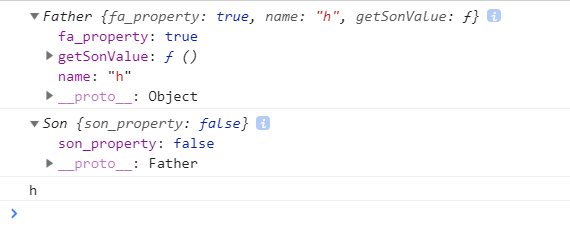 Father {fa_property: true, name: "h", getSonValue: ƒ} i
fa_property: true
getSonValue: ƒ ()
name: "h"
__proto__: Object
Son {son_property: false} i
son_property: false
__proto__: Father
h